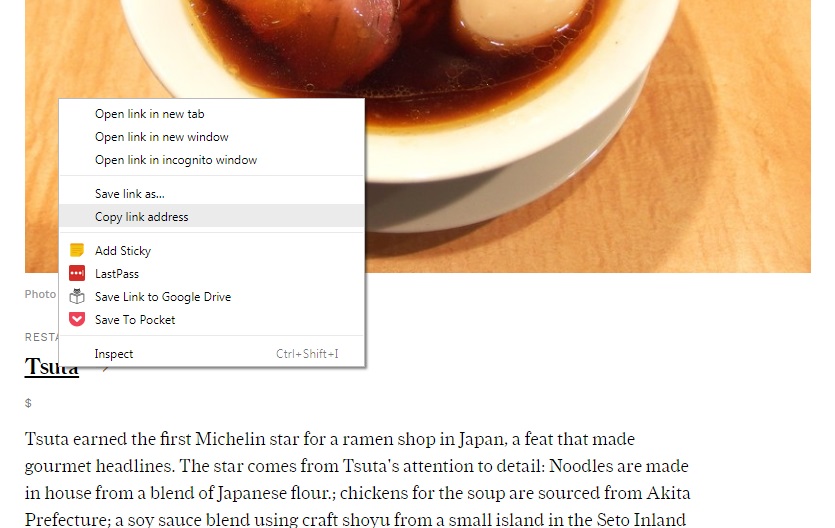 Open link in new tab
Open link in new window
Open link in incognito window
Save link as...
Copy link address
Add Sticky
LastPass
Save Link to Google Drive
Save To Pocket
Inspect Ctrl+Shift+I
Photo
Tsuta
$
Tsuta earned the first Michelin star for a ramen shop in Japan, a feat that made
gourmet headlines. The star comes from Tsuta's attention to detail: Noodles are made
in house from a blend of Japanese flour.; chickens for the soup are sourced from Akita
Prefecture; a soy sauce blend using craft shoyu from a small island in the Seto Inland